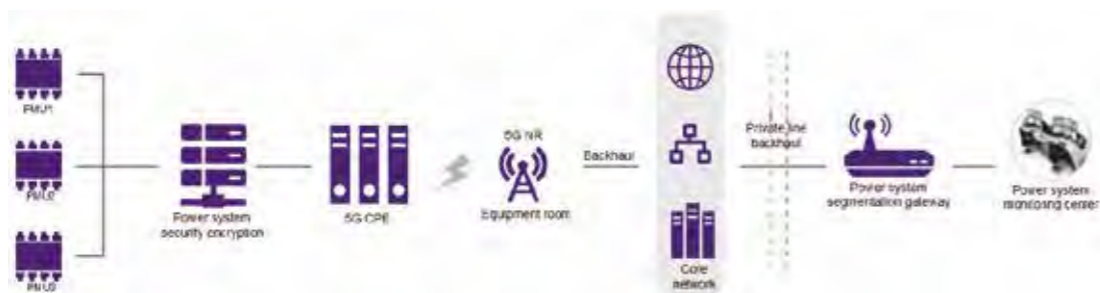 PMU1
PMU2
PMU3
Power system
security encryption
5G CPE
5G NR
Equipment room
Backhaul
Core
network
Private line
backhaul
Power system
segmentation gateway
Power system
monitoring center